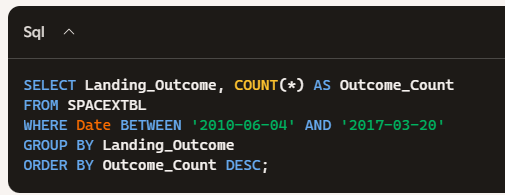 Sql
SELECT Landing_Outcome, COUNT(*) AS Outcome_Count
FROM SPACEXTBL
WHERE Date BETWEEN '2010-06-04' AND '2017-03-20'
GROUP BY Landing_Outcome
ORDER BY Outcome_Count DESC;